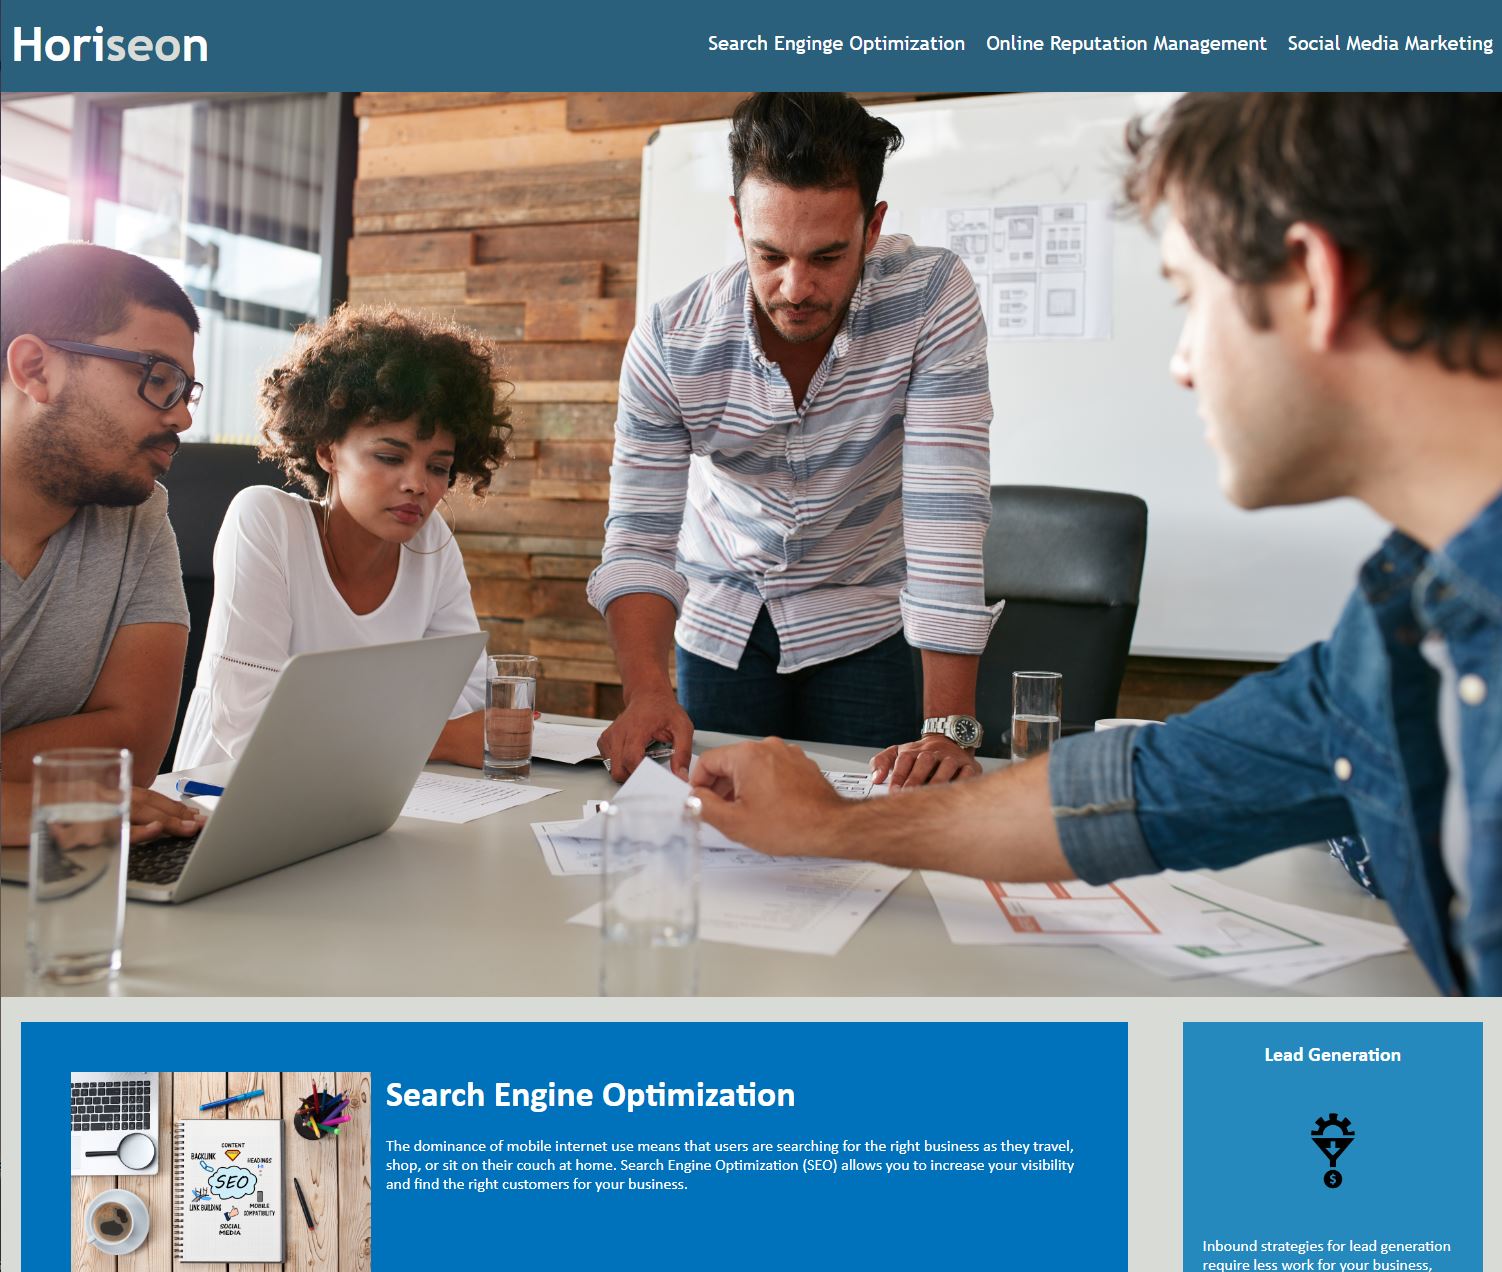 Horiseon
Search Enginge Optimization Online Reputation Management Social Media Marketing
Search Engine Optimization
The dominance of mobile internet use means that users are searching for the right business as they travel,
shop, or sit on their couch at home. Search Engine Optimization (SEO) allows you to increase your visibility
and find the right customers for your business.
CONTENT
BACKLINK
HEADINGS
SEO
LINK BUILDING
MOBILE
COMPATIBILITY
SOCIAL
MEDIA
Lead Generation
$
Inbound strategies for lead generation
require less work for your business,